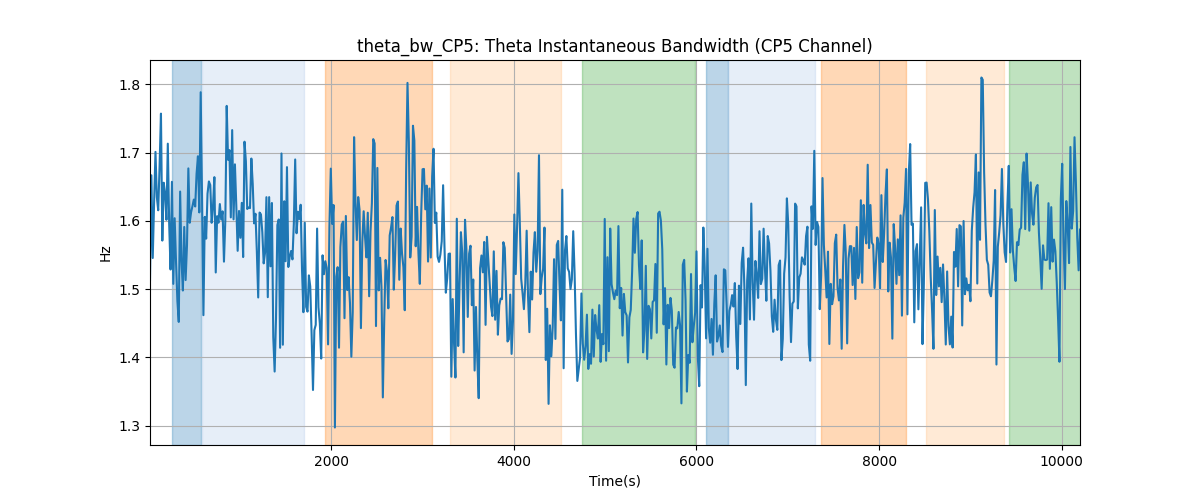 theta_bw_CP5: Theta Instantaneous Bandwidth (CP5 Channel)
1.8
1.7
1.6
1.5
1.4
1.3
Hz
2000 4000 6000 8000 10000
Time(s)